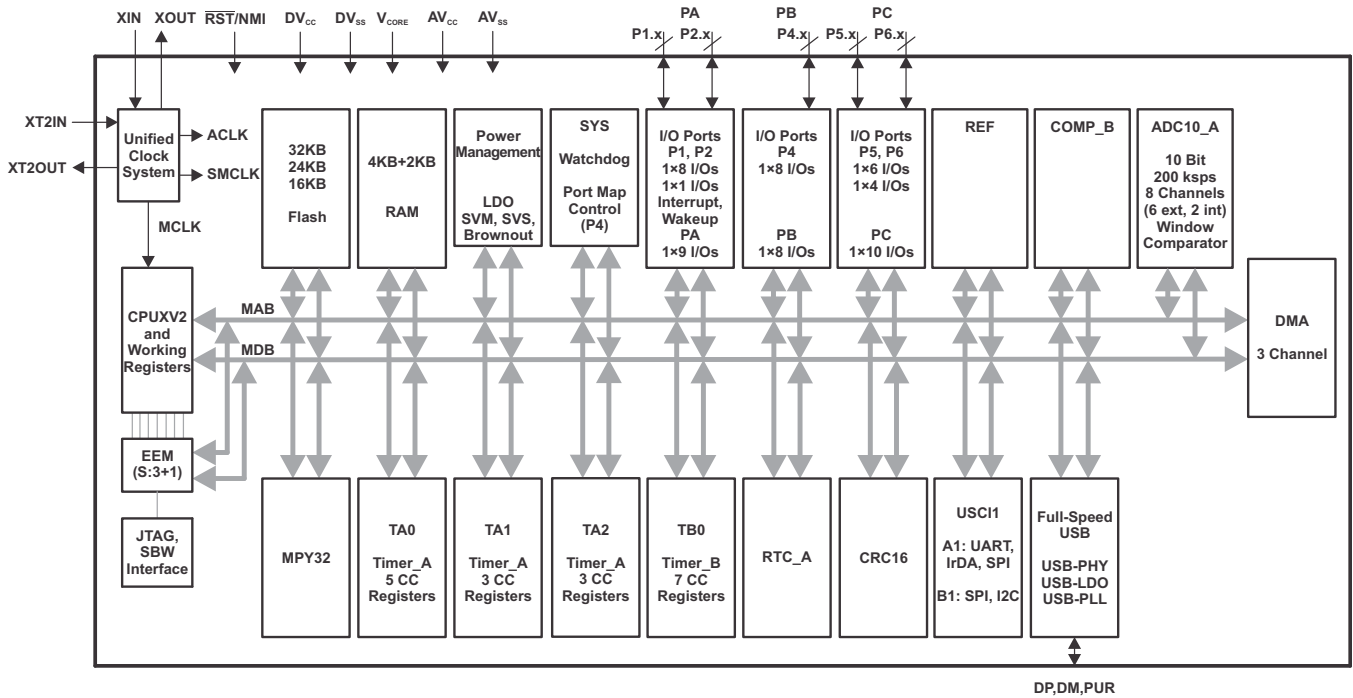 XIN
XOUT
RST/NMI
DVCC
DVSS
VCORE
AVCC
AVSS
PA
P1.x
P2.x
PB
P4.x
PC
P5.x
P6.x
XT2IN
XT2OUT
Unified
Clock
System
ACLK
SMCLK
MCLK
32KB
24KB
16KB
Flash
4KB+2KB
RAM
Power
Management
LDO
SVM, SVS,
Brownout
SYS
Watchdog
Port Map
Control
(P4)
I/O Ports
P1, P2
1×8 I/Os
1×1 I/Os
Interrupt,
Wakeup
PA
1×9 I/Os
I/O Ports
P4
1×8 I/Os
PB
1×8 I/Os
I/O Ports
P5, P6
1×6 I/Os
1×4 I/Os
PC
1×10 I/Os
REF
COMP_B
ADC10_A
10 Bit
200 ksps
8 Channels
(6 ext, 2 int)
Window
Comparator
CPUXV2
and
Working
Registers
MAB
MDB
DMA
3 Channel
EEM
(S:3+1)
JTAG,
SBW
Interface
MPY32
TA0
Timer_A
5 CC
Registers
TA1
Timer_A
3 CC
Registers
TA2
Timer_A
3 CC
Registers
TB0
Timer_B
7 CC
Registers
RTC_A
CRC16
USCI1
A1: UART,
IrDA, SPI
B1: SPI, I2C
Full-Speed
USB
USB-PHY
USB-LDO
USB-PLL
DP,DM,PUR